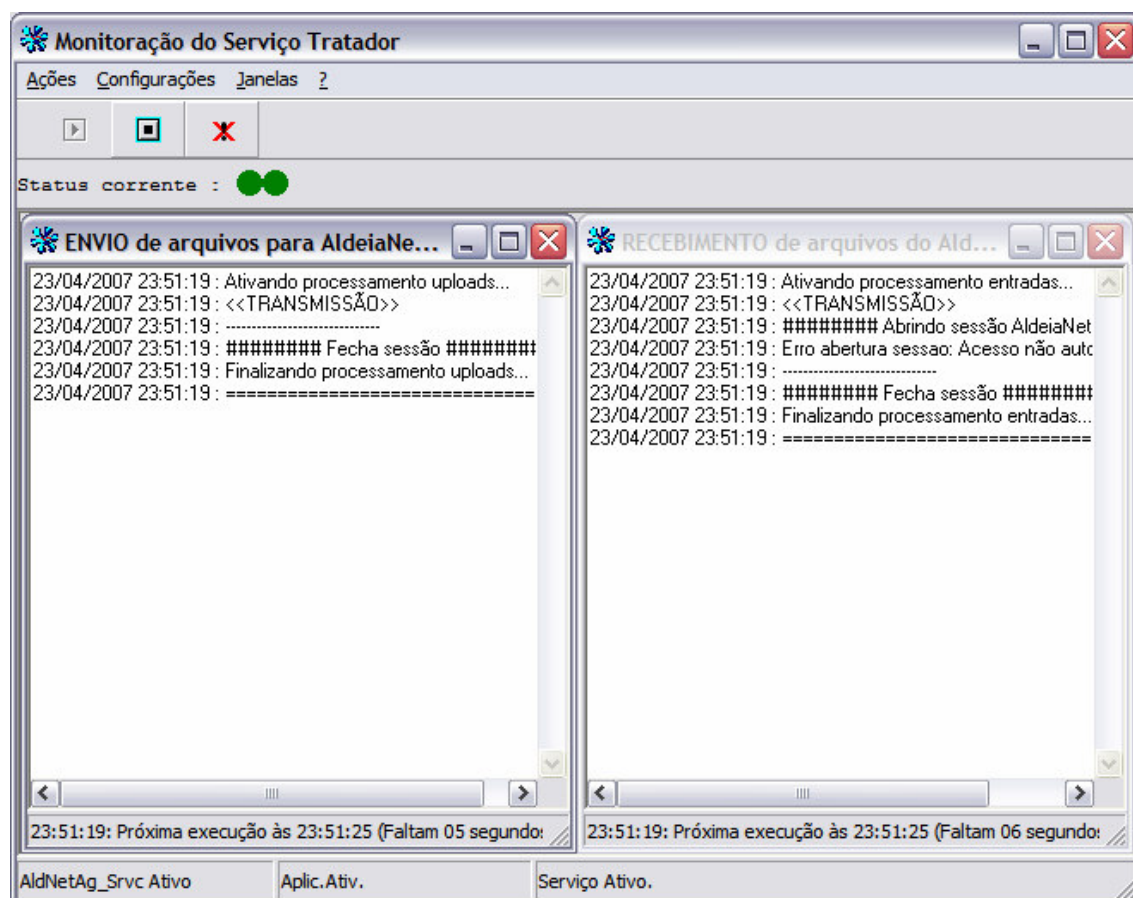 Monitoração do Serviço Tratador
Ações Configurações Janelas ?
Status corrente :
ENVIO de arquivos para AldeiaNe...
23/04/2007 23:51:19 : Ativando processamento uploads...
23/04/2007 23:51:19 : <<TRANSMISSÃO>>
23/04/2007 23:51:19 : -----------------------------
23/04/2007 23:51:19 : ######## Fecha sessão ########
23/04/2007 23:51:19 : Finalizando processamento uploads...
23/04/2007 23:51:19 : ==============================
23:51:19: Próxima execução às 23:51:25 (Faltam 05 segundos
RECEBIMENTO de arquivos do Ald...
23/04/2007 23:51:19 : Ativando processamento entradas...
23/04/2007 23:51:19 : <<TRANSMISSÃO>>
23/04/2007 23:51:19 : ######## Abrindo sessão AldeiaNet
23/04/2007 23:51:19 : Erro abertura sessao: Acesso não auto
23/04/2007 23:51:19 : -----------------------------
23/04/2007 23:51:19 : ######## Fecha sessão ########
23/04/2007 23:51:19 : Finalizando processamento entradas...
23/04/2007 23:51:19 : ==============================
23:51:19: Próxima execução às 23:51:25 (Faltam 06 segundos
AldNetAg_Srvc Ativo
Aplic.Ativ.
Serviço Ativo.